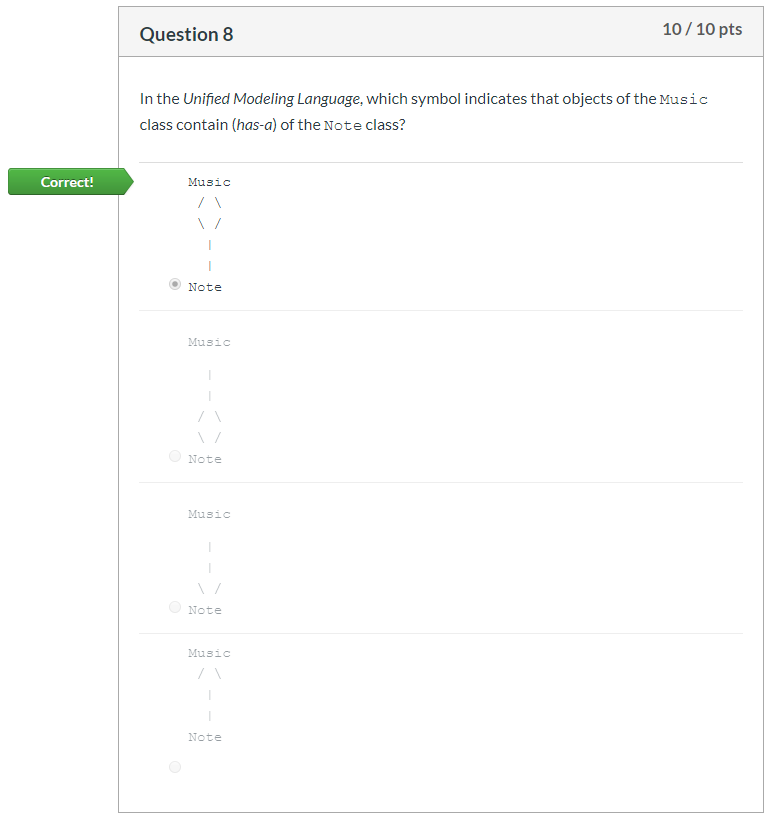 Question 8
10 / 10 pts
In the Unified Modeling Language, which symbol indicates that objects of the Music
class contain (has-a) of the Note class?
Correct!
Music
/ \
\ /
|
|
Note
Music
|
|
/ \
\ /
Note
Music
|
|
\ /
Note
Music
/ \
|
|
Note